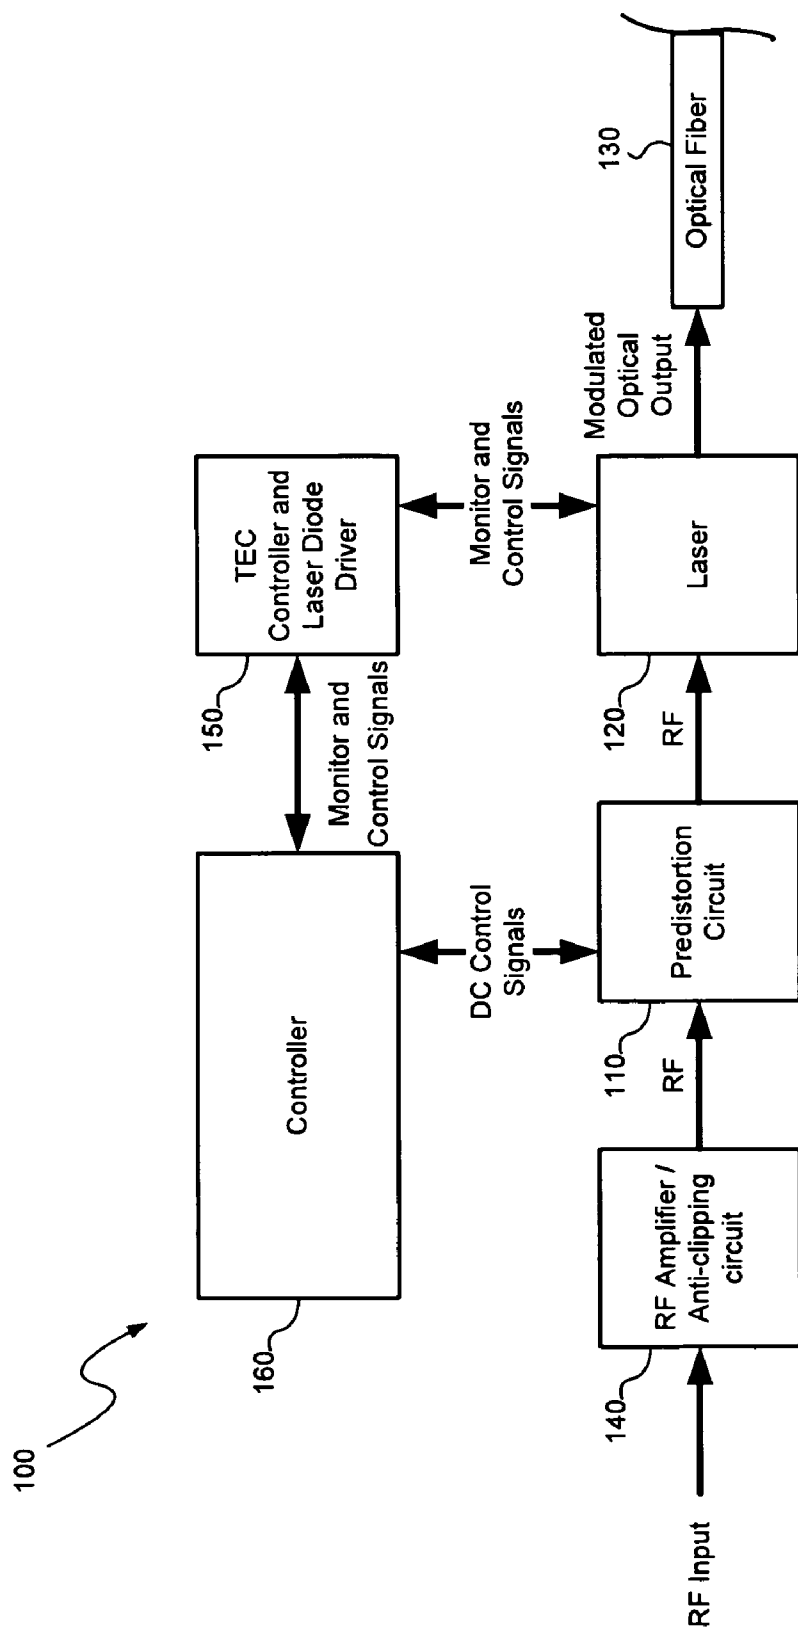 100
160
Controller
Monitor and
Control Signals
150
TEC
Controller and
Laser Diode
Driver
DC Control
Signals
Monitor and
Control Signals
RF Input
140
RF Amplifier /
Anti-clipping
circuit
RF
110
Predistortion
Circuit
RF
120
Laser
Modulated
Optical
Output
130
Optical Fiber